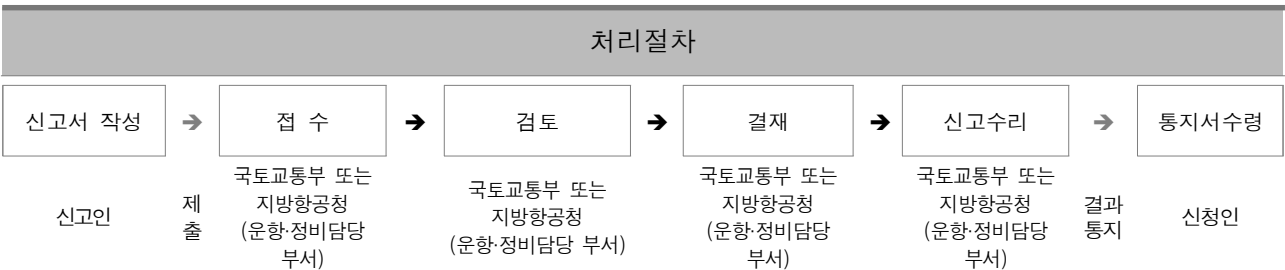 처리절차
신고서 작성 ➔ 접 수 ➔ 검토 ➔ 결재 ➔ 신고수리 ➔ 통지서수령
신고인
제
출
국토교통부 또는
지방항공청
(운항·정비담당
부서)
국토교통부 또는
지방항공청
(운항·정비담당 부서)
국토교통부 또는
지방항공청
(운항·정비담당
부서)
국토교통부 또는
지방항공청
(운항·정비담당
부서)
결과
통지
신청인